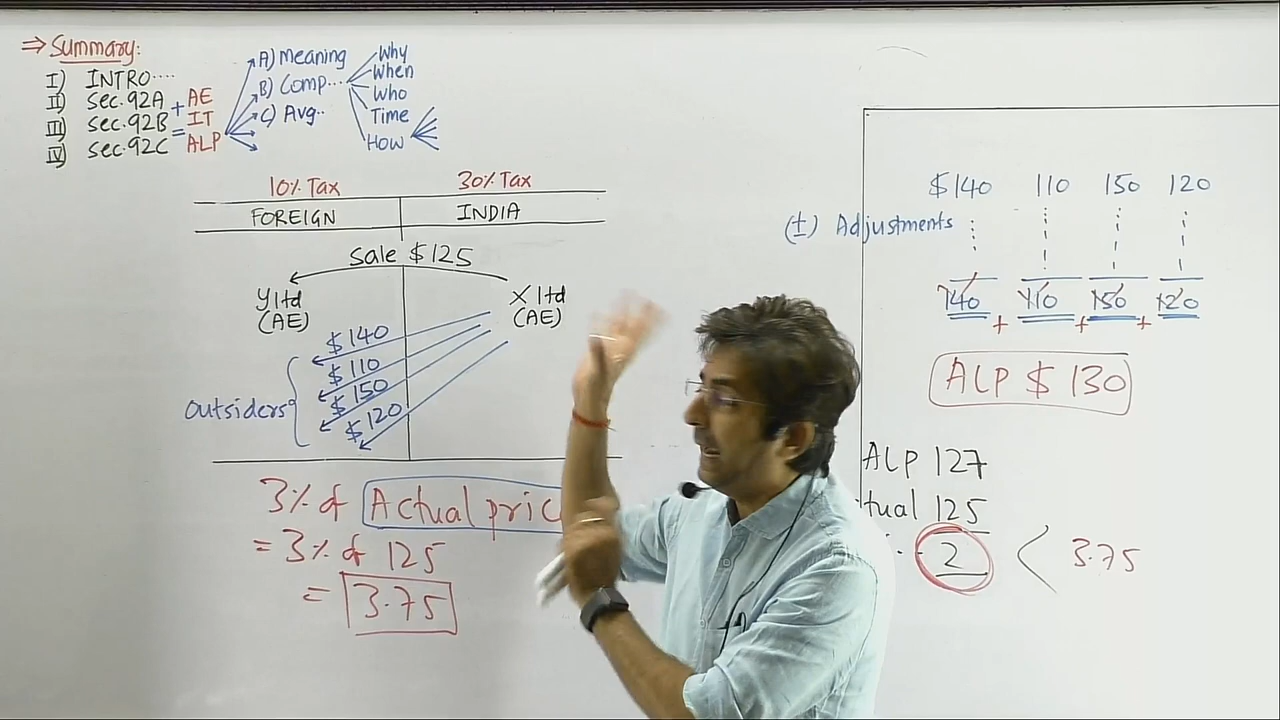 ⇒ Summary:
I) INTRO....
II) sec.92A + AE
III) sec.92B IT
IV) sec.92C = ALP
A) Meaning
B) Comp...
C) Avg..
Why
When
Who
Time
How
10% Tax 30% Tax
FOREIGN INDIA
Sale $125
Y ltd X ltd
(AE) (AE)
$140
$110
$150
$120
outsiders
3% of Actual pric
= 3% of 125
= 3.75
$140 110 150 120
(±) Adjustments
140 + 110 + 150 + 120
ALP $ 130
ALP 127
tual 125
2 < 3.75